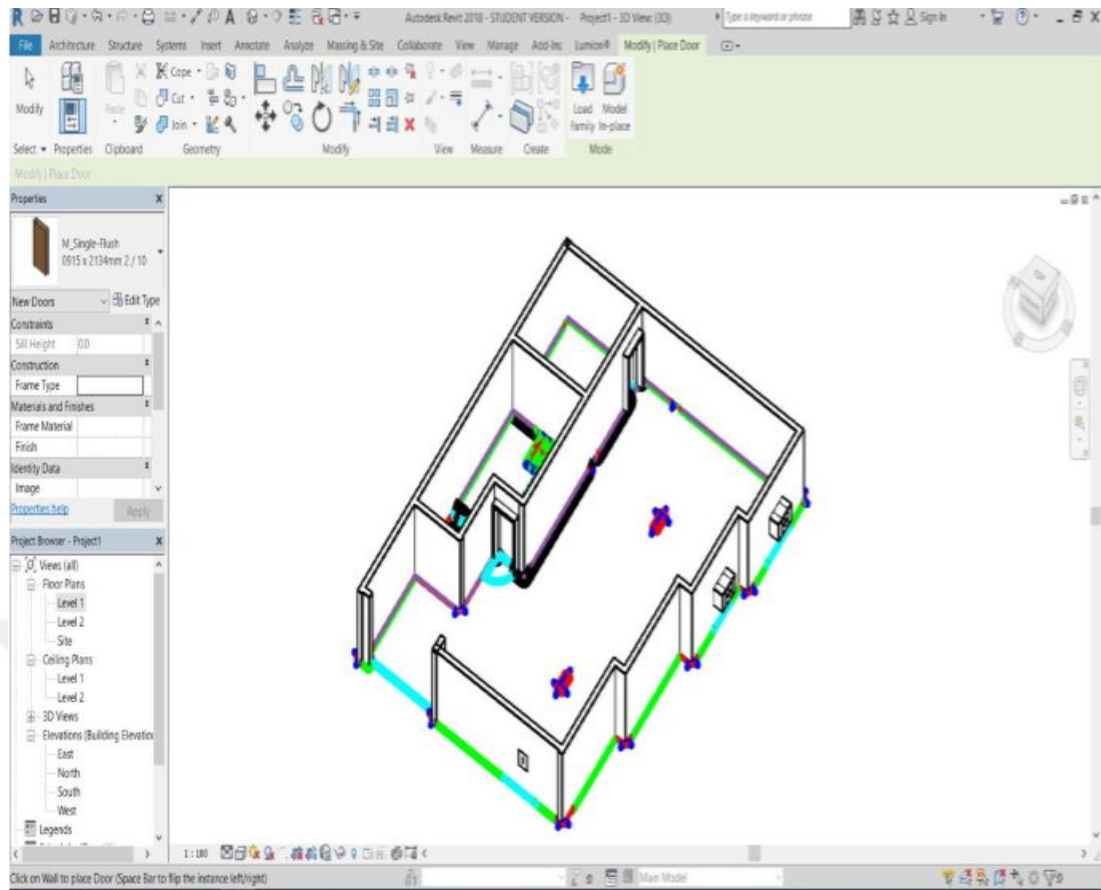 Autodesk Revit 2018 - STUDENT VERSION - Project1 - 3D View: {3D}
Type a keyword or phrase
Sign In
File Architecture Structure Systems Insert Annotate Analyze Massing & Site Collaborate View Manage Add-Ins Lumion® Modify | Place Door
Modify
Paste
Cope
Cut
Join
Load Family
Model In-place
Select Properties Clipboard Geometry Modify View Measure Create Mode
Modify | Place Door
Properties X
M_Single-Flush
0915 x 2134mm 2 / 10
New Doors Edit Type
Constraints
Sill Height 0.0
Construction
Frame Type
Materials and Finishes
Frame Material
Finish
Identity Data
Image
Properties help Apply
Project Browser - Project1 X
Views (all)
Floor Plans
Level 1
Level 2
Site
Ceiling Plans
Level 1
Level 2
3D Views
Elevations (Building Elevation
East
North
South
West
Legends
1 : 100
Click on Wall to place Door (Space Bar to flip the instance left/right)
Main Model